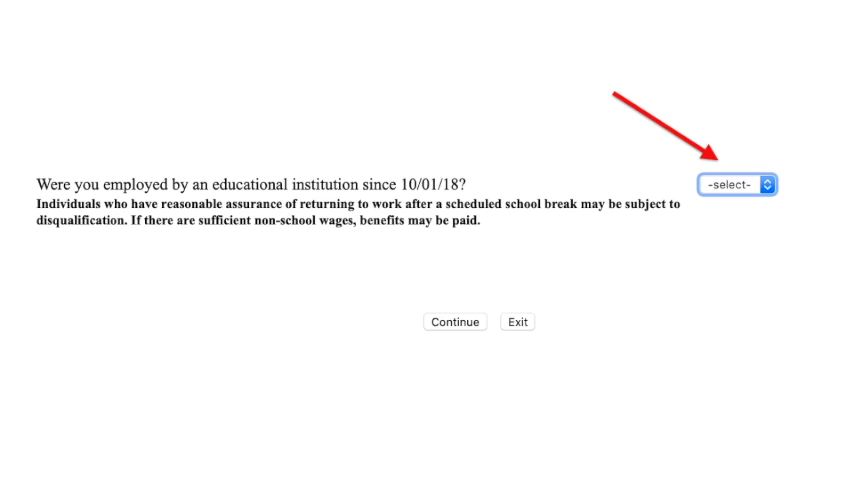 Were you employed by an educational institution since 10/01/18?
-select-
Individuals who have reasonable assurance of returning to work after a scheduled school break may be subject to
disqualification. If there are sufficient non-school wages, benefits may be paid.
Continue
Exit